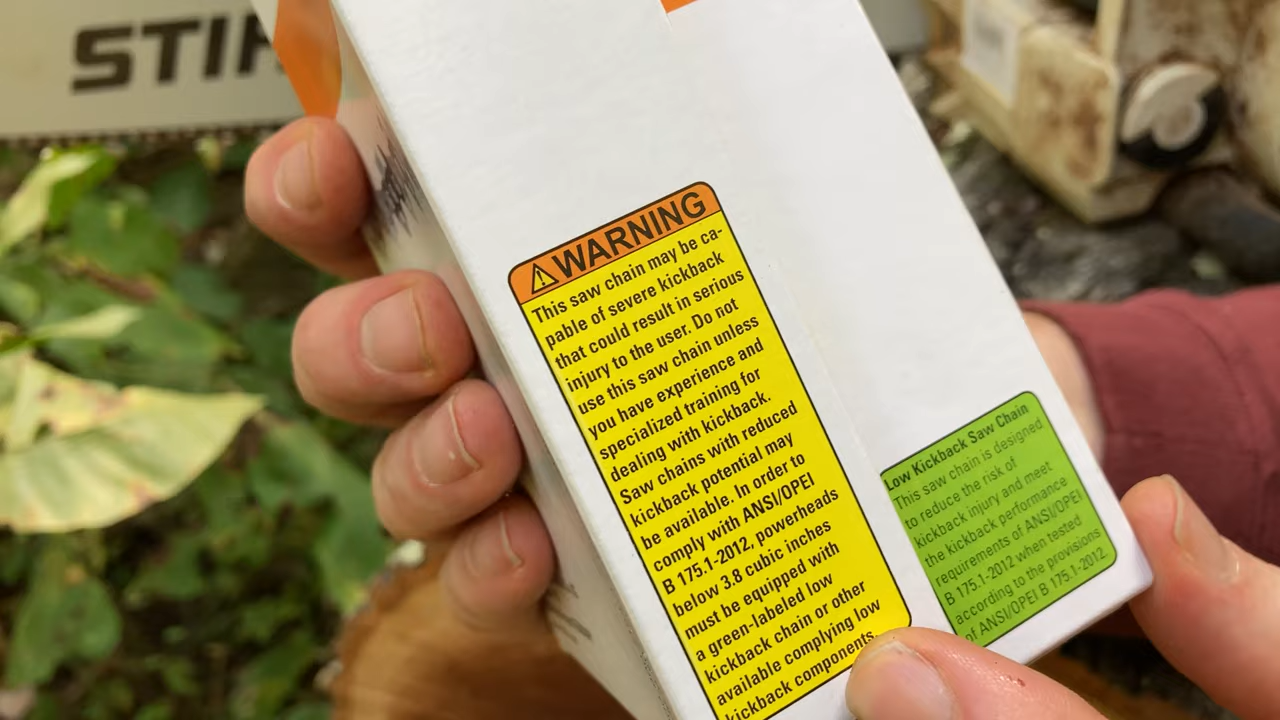 STIH
WARNING
This saw chain may be ca-
pable of severe kickback
that could result in serious
injury to the user. Do not
use this saw chain unless
you have experience and
specialized training for
dealing with kickback.
Saw chains with reduced
kickback potential may
be available. In order to
comply with ANSI/OPEI
B 175.1-2012, powerheads
below 3.8 cubic inches
must be equipped with
a green-labeled low
kickback chain or other
available complying low
kickback components.
Low Kickback Saw Chain
This saw chain is designed
to reduce the risk of
kickback injury and meet
the kickback performance
requirements of ANSI/OPEI
B 175.1-2012 when tested
according to the provisions
of ANSI/OPEI B 175.1-2012